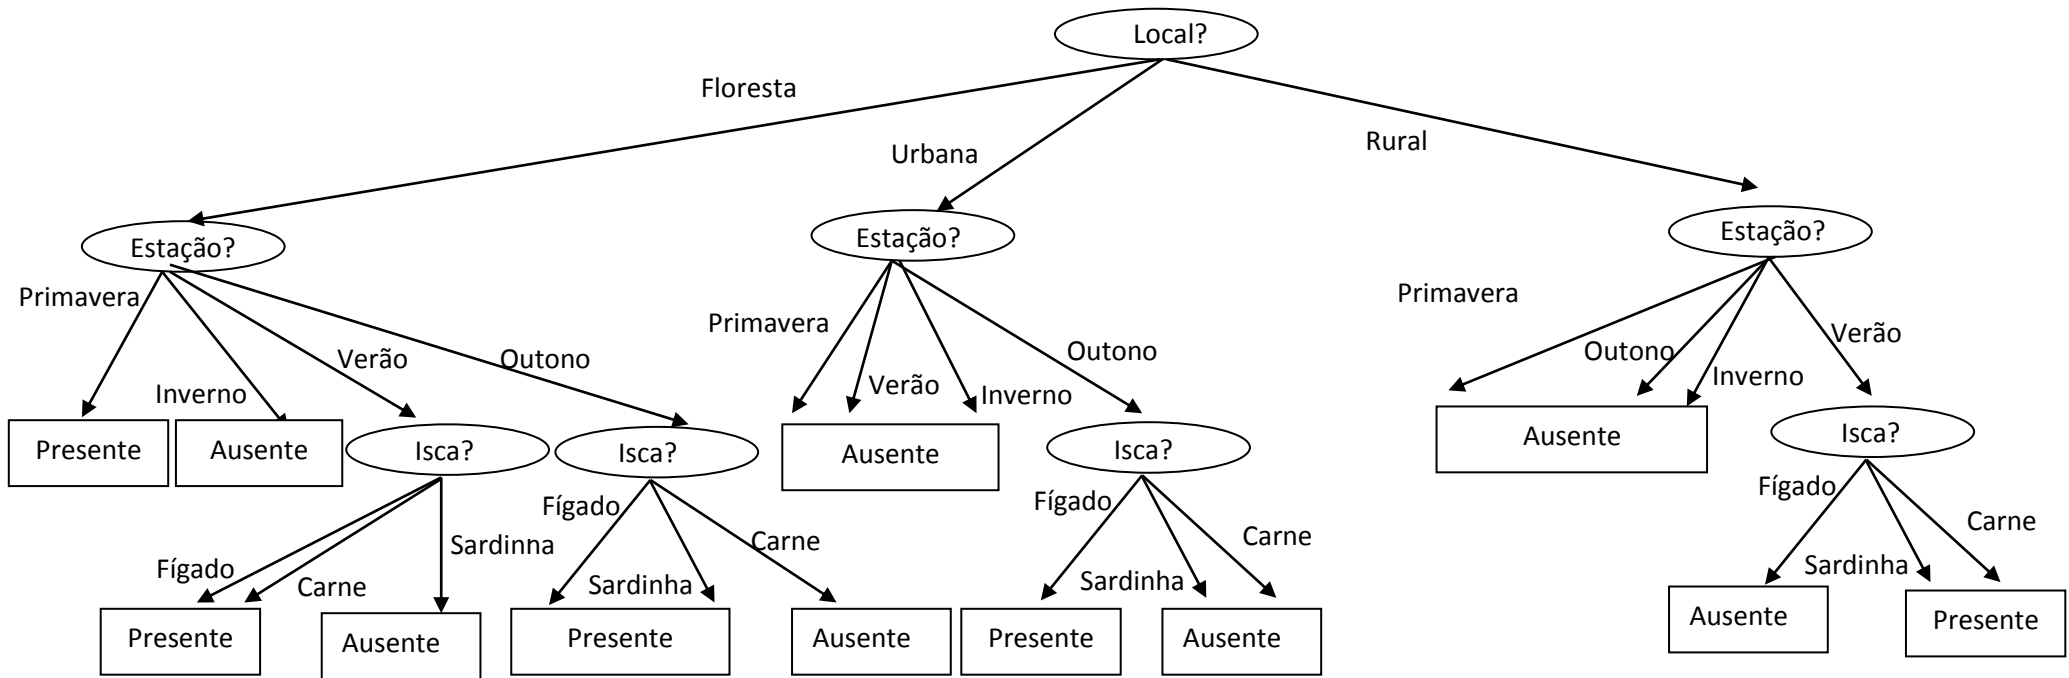 Local?
Floresta
Urbana
Rural
Estação?
Estação?
Estação?
Primavera
Inverno
Verão
Outono
Primavera
Verão
Inverno
Outono
Primavera
Outono
Inverno
Verão
Presente
Ausente
Isca?
Isca?
Ausente
Isca?
Ausente
Isca?
Fígado
Carne
Sardinna
Fígado
Sardinha
Carne
Fígado
Sardinha
Carne
Fígado
Sardinha
Carne
Presente
Ausente
Presente
Ausente
Presente
Ausente
Ausente
Presente